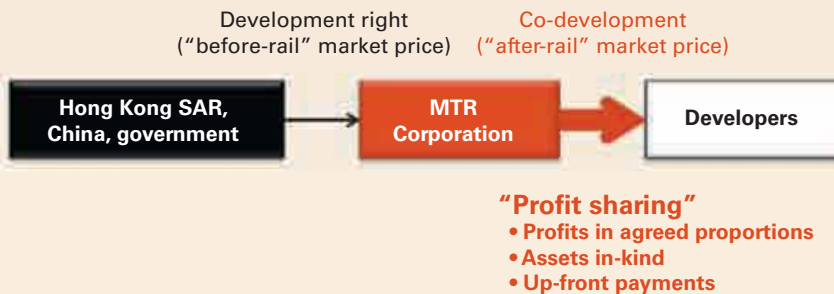 Development right
(“before-rail” market price)
Co-development
(“after-rail” market price)
Hong Kong SAR,
China, government
MTR
Corporation
Developers
“Profit sharing”
• Profits in agreed proportions
• Assets in-kind
• Up-front payments